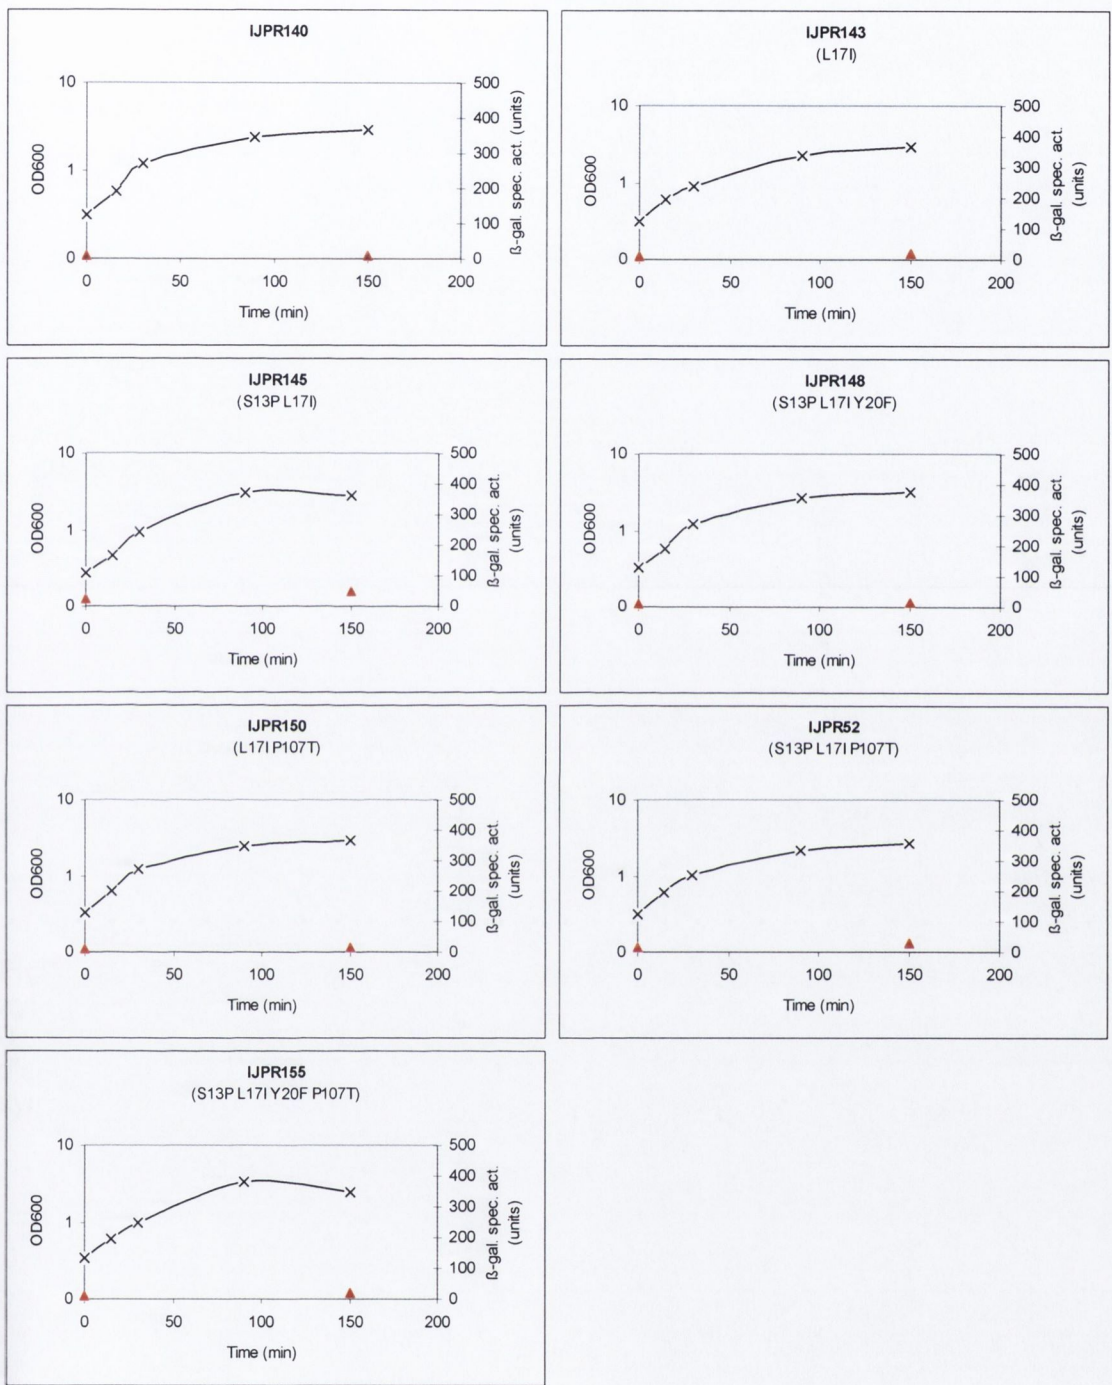 IJPR140
10
1
0
OD600
500
400
300
200
100
0
ß-gal. spec. act. (units)
0 50 100 150 200
Time (min)
IJPR143
(L17I)
10
1
0
OD600
500
400
300
200
100
0
ß-gal. spec. act.
(units)
0 50 100 150 200
Time (min)
IJPR145
(S13P L17I)
10
1
0
OD600
500
400
300
200
100
0
ß-gal. spec. act.
(units)
0 50 100 150 200
Time (min)
IJPR148
(S13P L17I Y20F)
10
1
0
OD600
500
400
300
200
100
0
ß-gal. spec. act.
(units)
0 50 100 150 200
Time (min)
IJPR150
(L17I P107T)
10
1
0
OD600
500
400
300
200
100
0
ß-gal. spec. act.
(units)
0 50 100 150 200
Time (min)
IJPR52
(S13P L17I P107T)
10
1
0
OD600
500
400
300
200
100
0
ß-gal. spec. act.
(units)
0 50 100 150 200
Time (min)
IJPR155
(S13P L17I Y20F P107T)
10
1
0
OD600
500
400
300
200
100
0
ß-gal. spec. act.
(units)
0 50 100 150 200
Time (min)